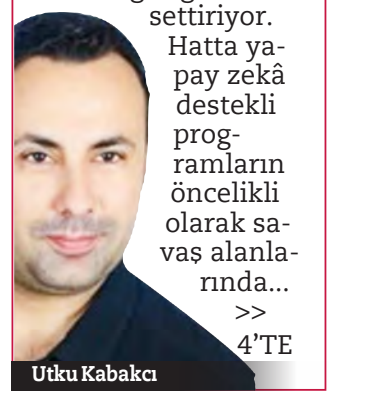 settiriyor.
Hatta ya-
pay zekâ
destekli
prog-
ramların
öncelikli
olarak sa-
vaş alanla-
rında...
>>
4’TE
Utku Kabakcı